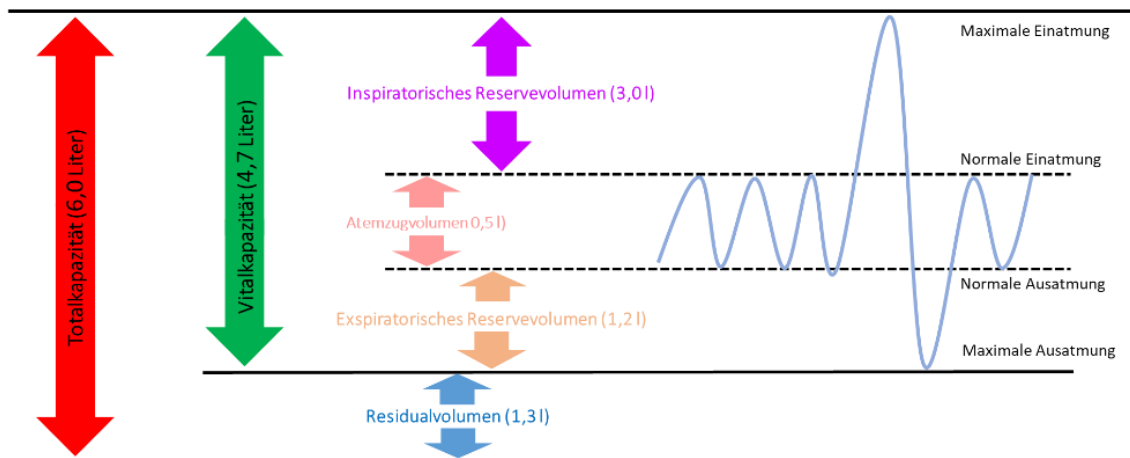 Totalkapazität (6,0 Liter)
Vitalkapazität (4,7 Liter)
Inspiratorisches Reservevolumen (3,0 l)
Atemzugvolumen 0,5 l)
Exspiratorisches Reservevolumen (1,2 l)
Residualvolumen (1,3 l)
Maximale Einatmung
Normale Einatmung
Normale Ausatmung
Maximale Ausatmung